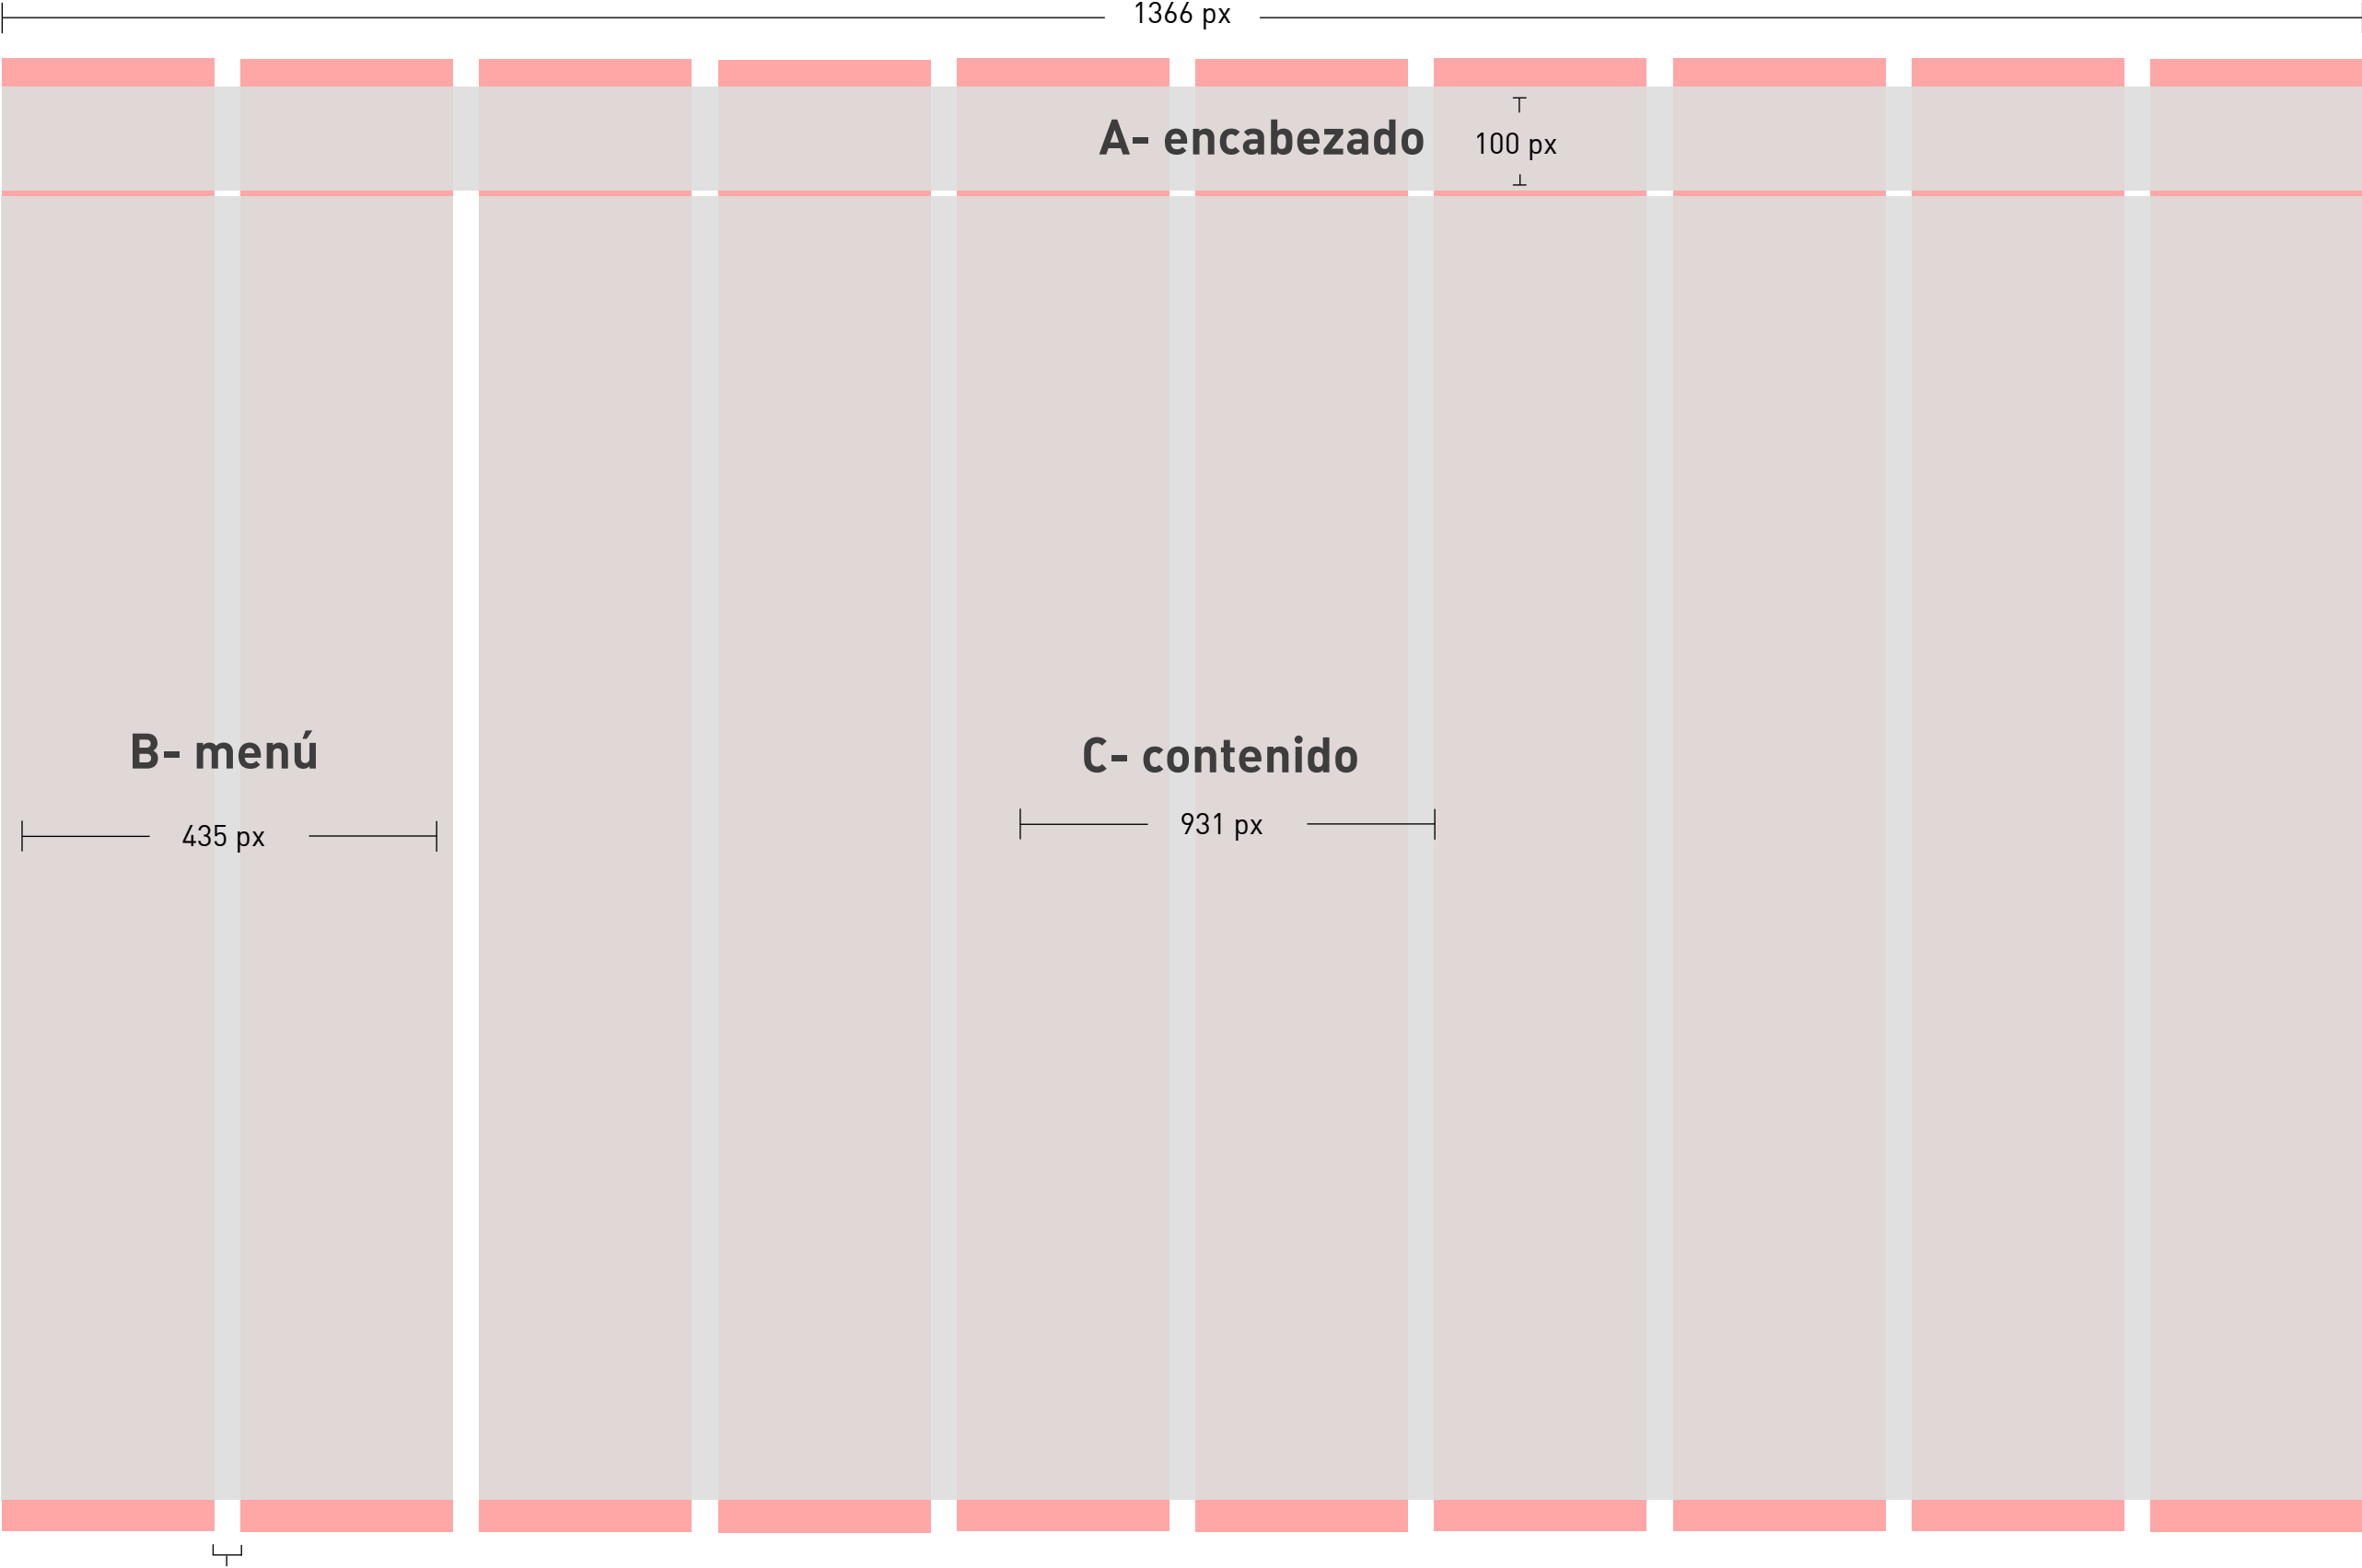 1366 px
A- encabezado
100 px
B- menú
435 px
C- contenido
931 px